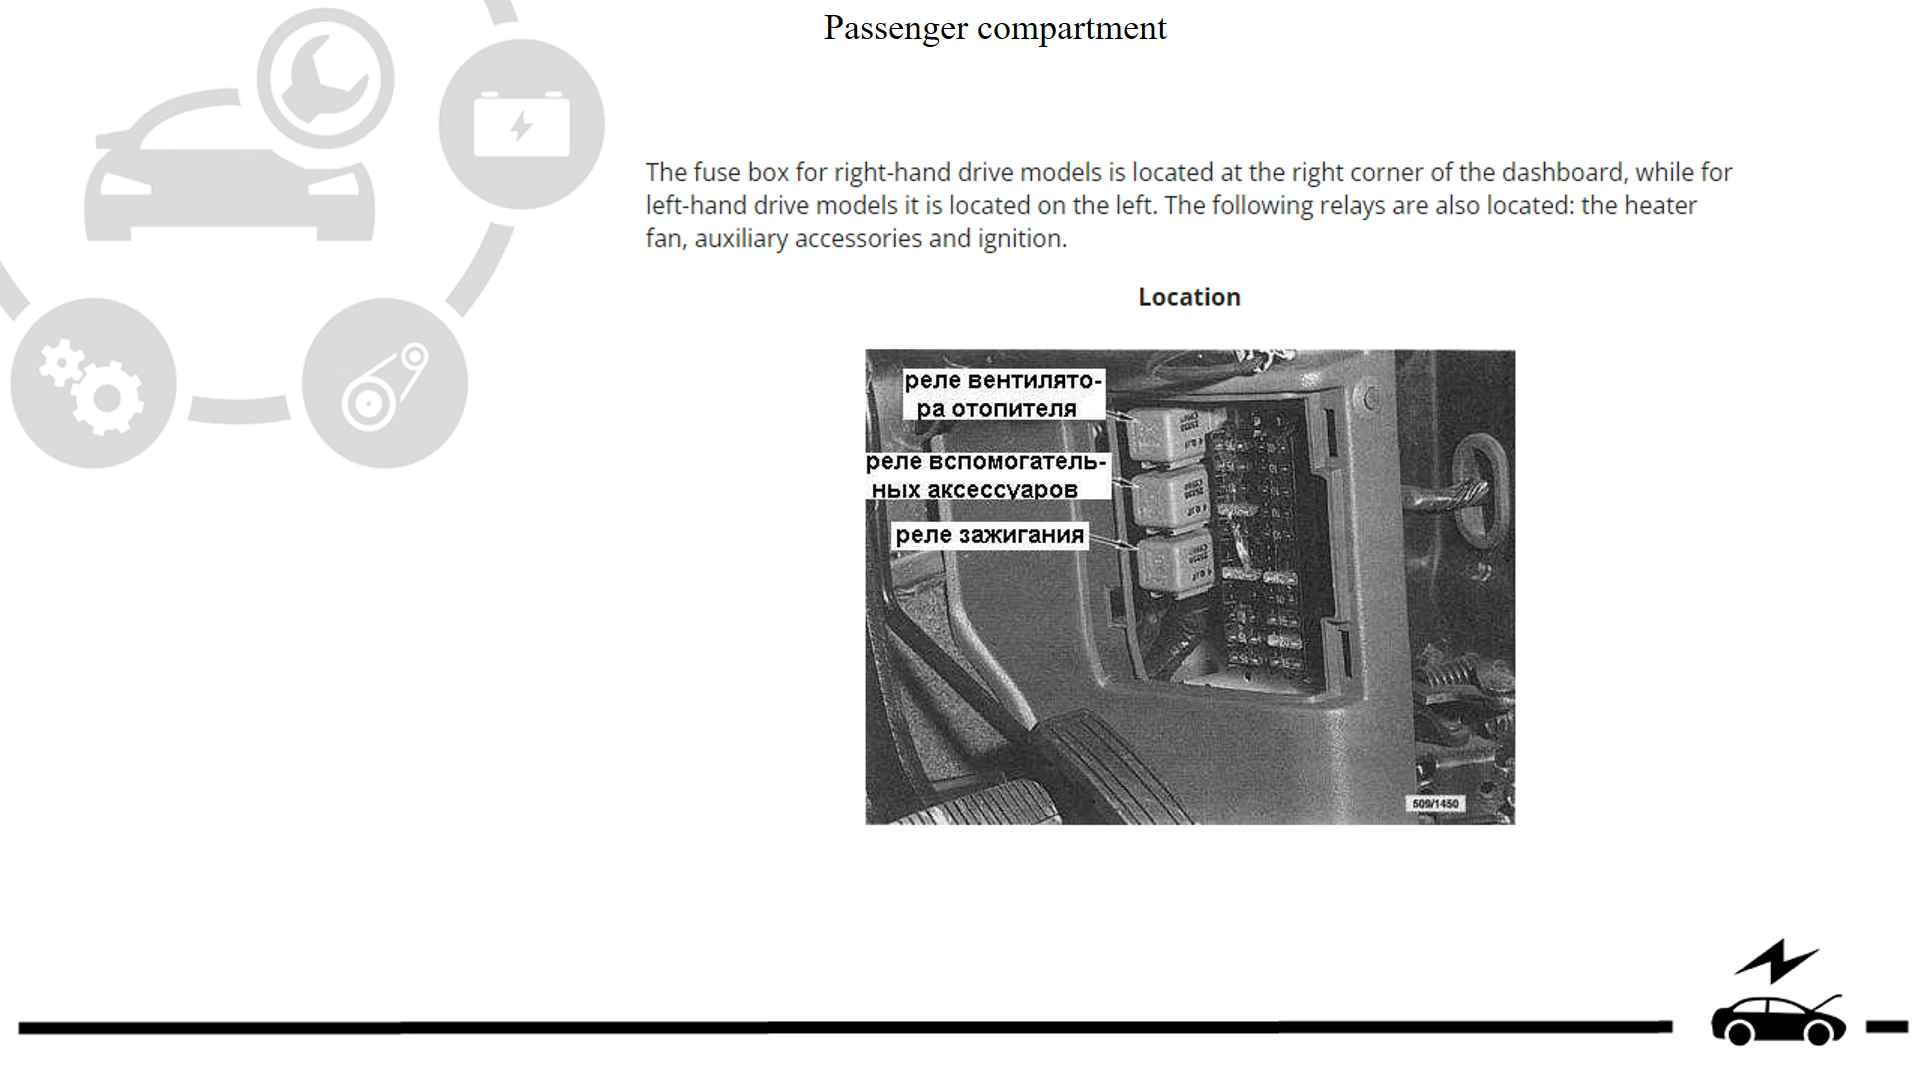 Passenger compartment
The fuse box for right-hand drive models is located at the right corner of the dashboard, while for
left-hand drive models it is located on the left. The following relays are also located: the heater
fan, auxiliary accessories and ignition.
Location
реле вентилято-
ра отопителя
реле вспомогатель-
ных аксессуаров
реле зажигания
509/1450